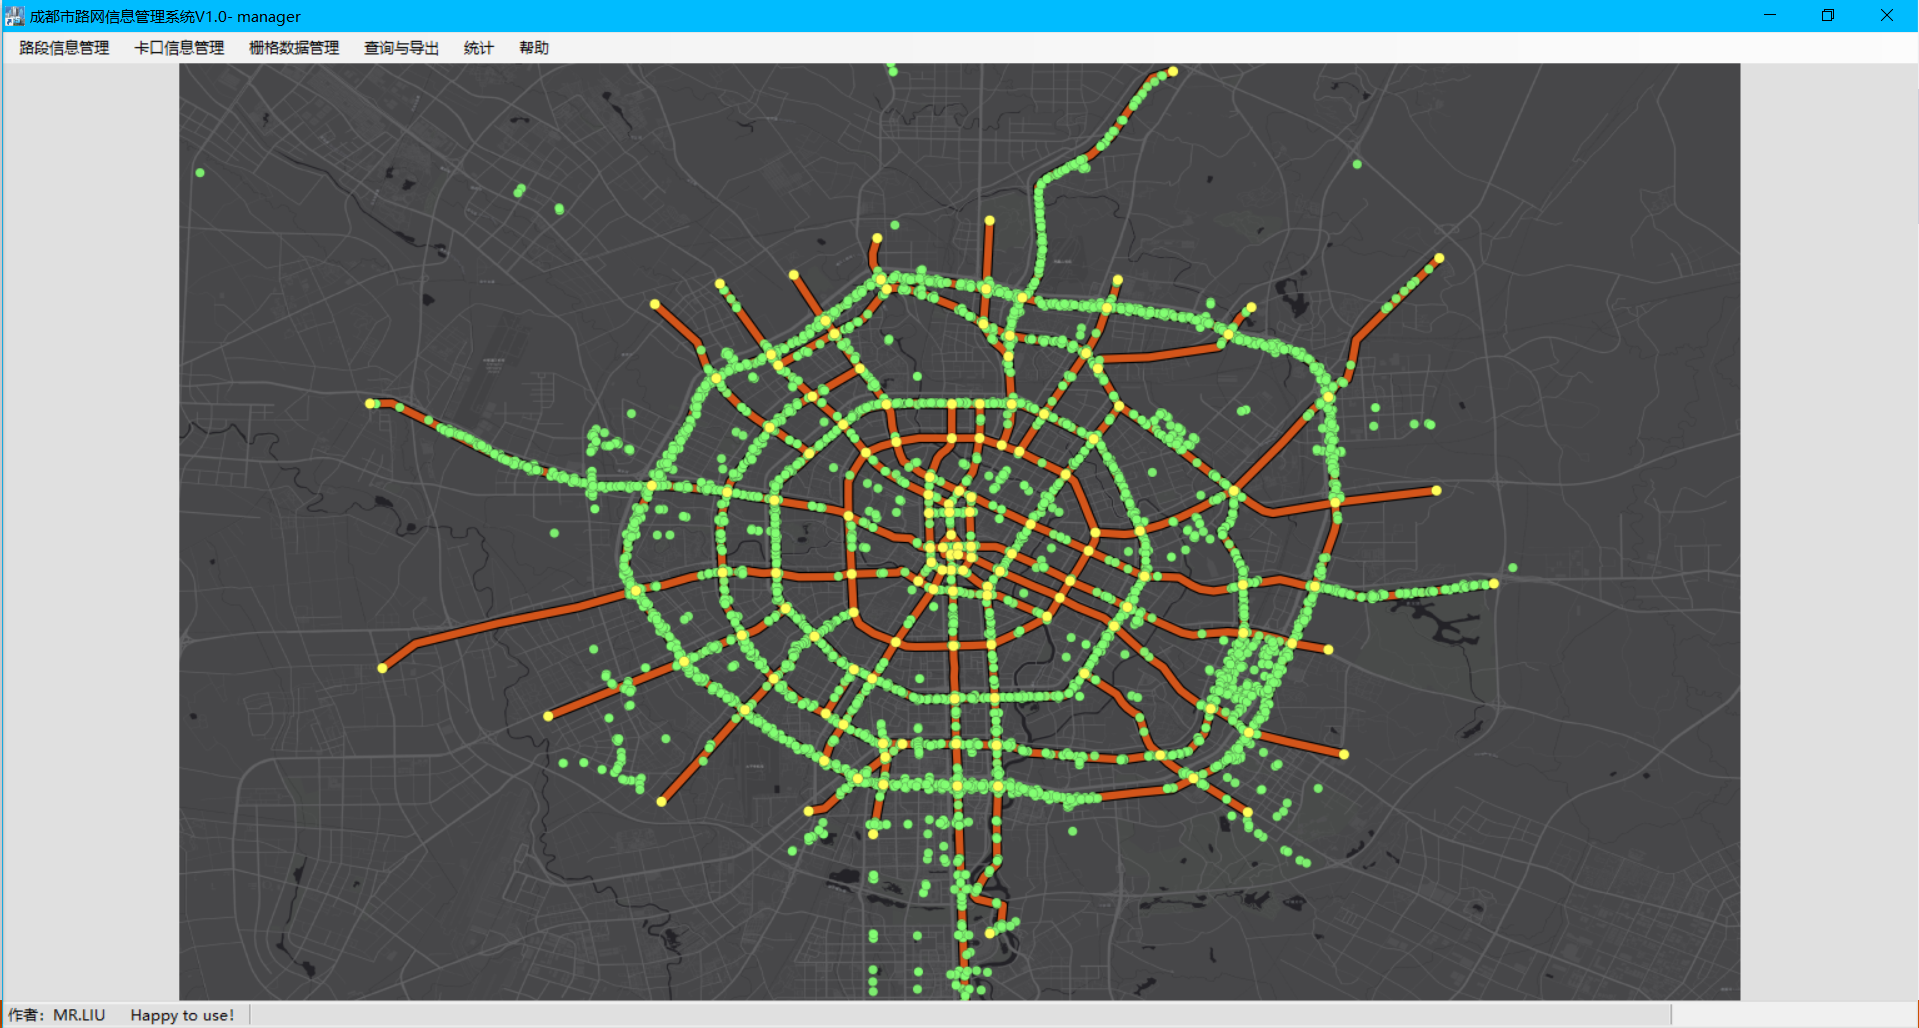 成都市路网信息管理系统V1.0- manager
路段信息管理 卡口信息管理 栅格数据管理 查询与导出 统计 帮助
作者：MR.LIU Happy to use!